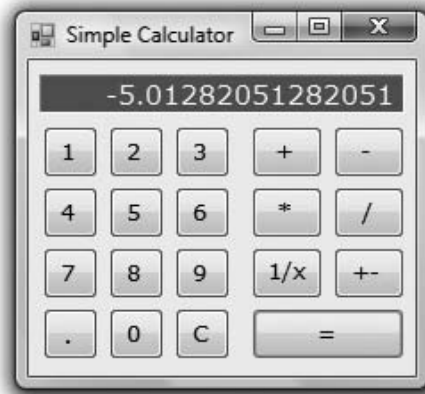 Simple Calculator
-5.01282051282051
1 2 3 + -
4 5 6 * /
7 8 9 1/x +-
. 0 C =